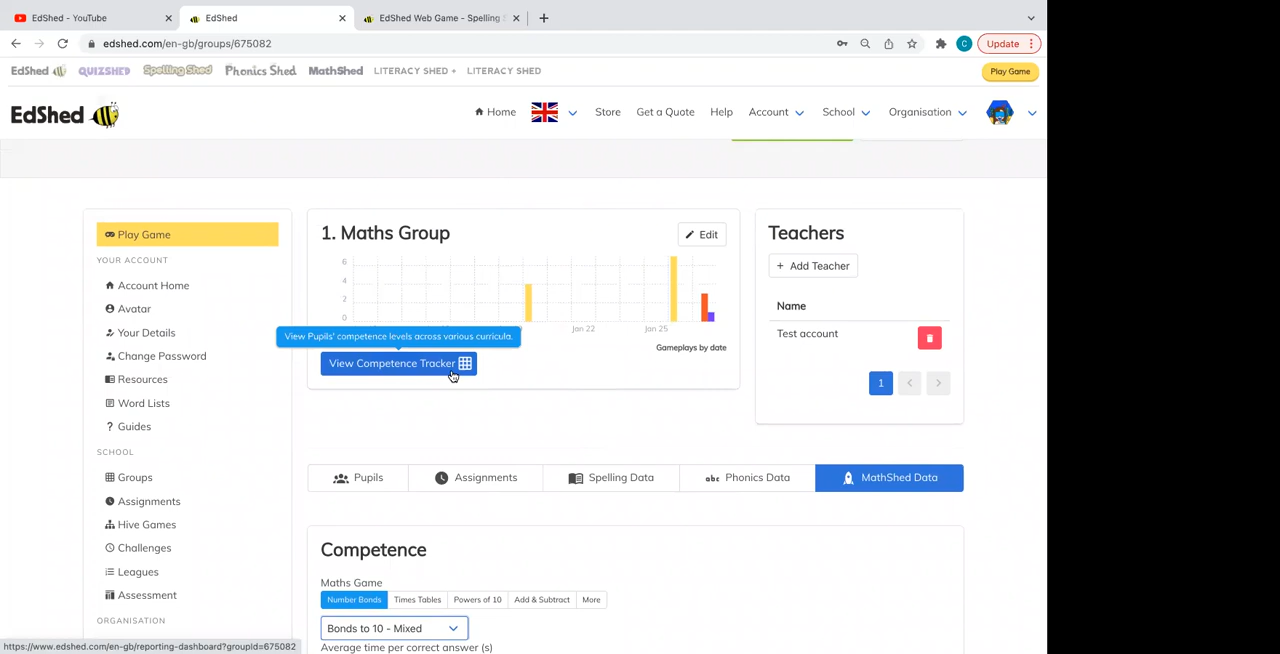 EdShed - YouTube
EdShed
EdShed Web Game - Spelling S
edshed.com/en-gb/groups/675082
Update
EdShed
QUIZSHED
Spelling Shed
Phonics Shed
MathShed
LITERACY SHED +
LITERACY SHED
Play Game
EdShed
Home
Store
Get a Quote
Help
Account
School
Organisation
Play Game
YOUR ACCOUNT
Account Home
Avatar
Your Details
Change Password
Resources
Word Lists
Guides
SCHOOL
Groups
Assignments
Hive Games
Challenges
Leagues
Assessment
ORGANISATION
1. Maths Group
Edit
6
4
2
0
Jan 22
Jan 25
Gameplays by date
View Pupils' competence levels across various curricula.
View Competence Tracker
Teachers
+ Add Teacher
Name
Test account
1
Pupils
Assignments
Spelling Data
abc Phonics Data
MathShed Data
Competence
Maths Game
Number Bonds
Times Tables
Powers of 10
Add & Subtract
More
Bonds to 10 - Mixed
Average time per correct answer (s)
https://www.edshed.com/en-gb/reporting-dashboard?groupId=675082